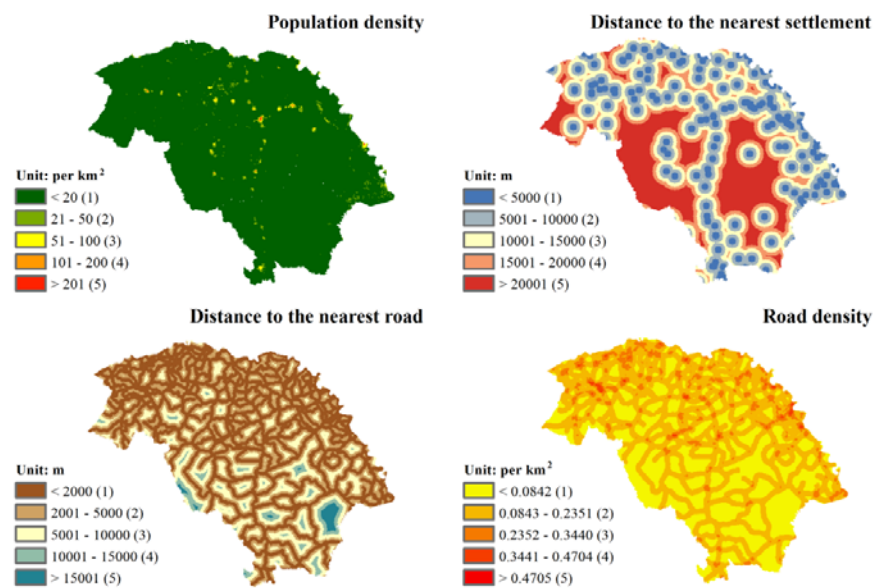 Population density
Unit: per km²
< 20 (1)
21 - 50 (2)
51 - 100 (3)
101 - 200 (4)
> 201 (5)
Distance to the nearest settlement
Unit: m
< 5000 (1)
5001 - 10000 (2)
10001 - 15000 (3)
15001 - 20000 (4)
> 20001 (5)
Distance to the nearest road
Unit: m
< 2000 (1)
2001 - 5000 (2)
5001 - 10000 (3)
10001 - 15000 (4)
> 15001 (5)
Road density
Unit: per km²
< 0.0842 (1)
0.0843 - 0.2351 (2)
0.2352 - 0.3440 (3)
0.3441 - 0.4704 (4)
> 0.4705 (5)